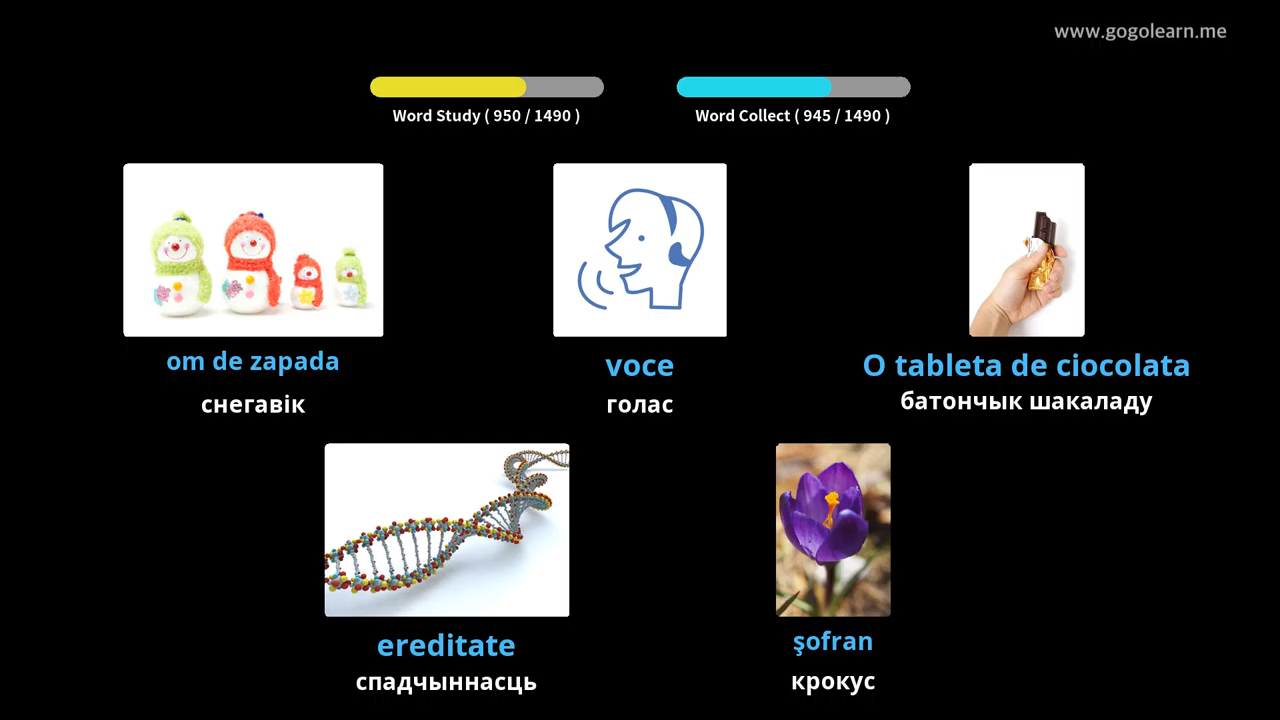 www.gogolearn.me
Word Study ( 950 / 1490 )
Word Collect ( 945 / 1490 )
om de zapada
снегавік
voce
голас
O tableta de ciocolata
батончык шакаладу
ereditate
спадчыннасць
şofran
крокус